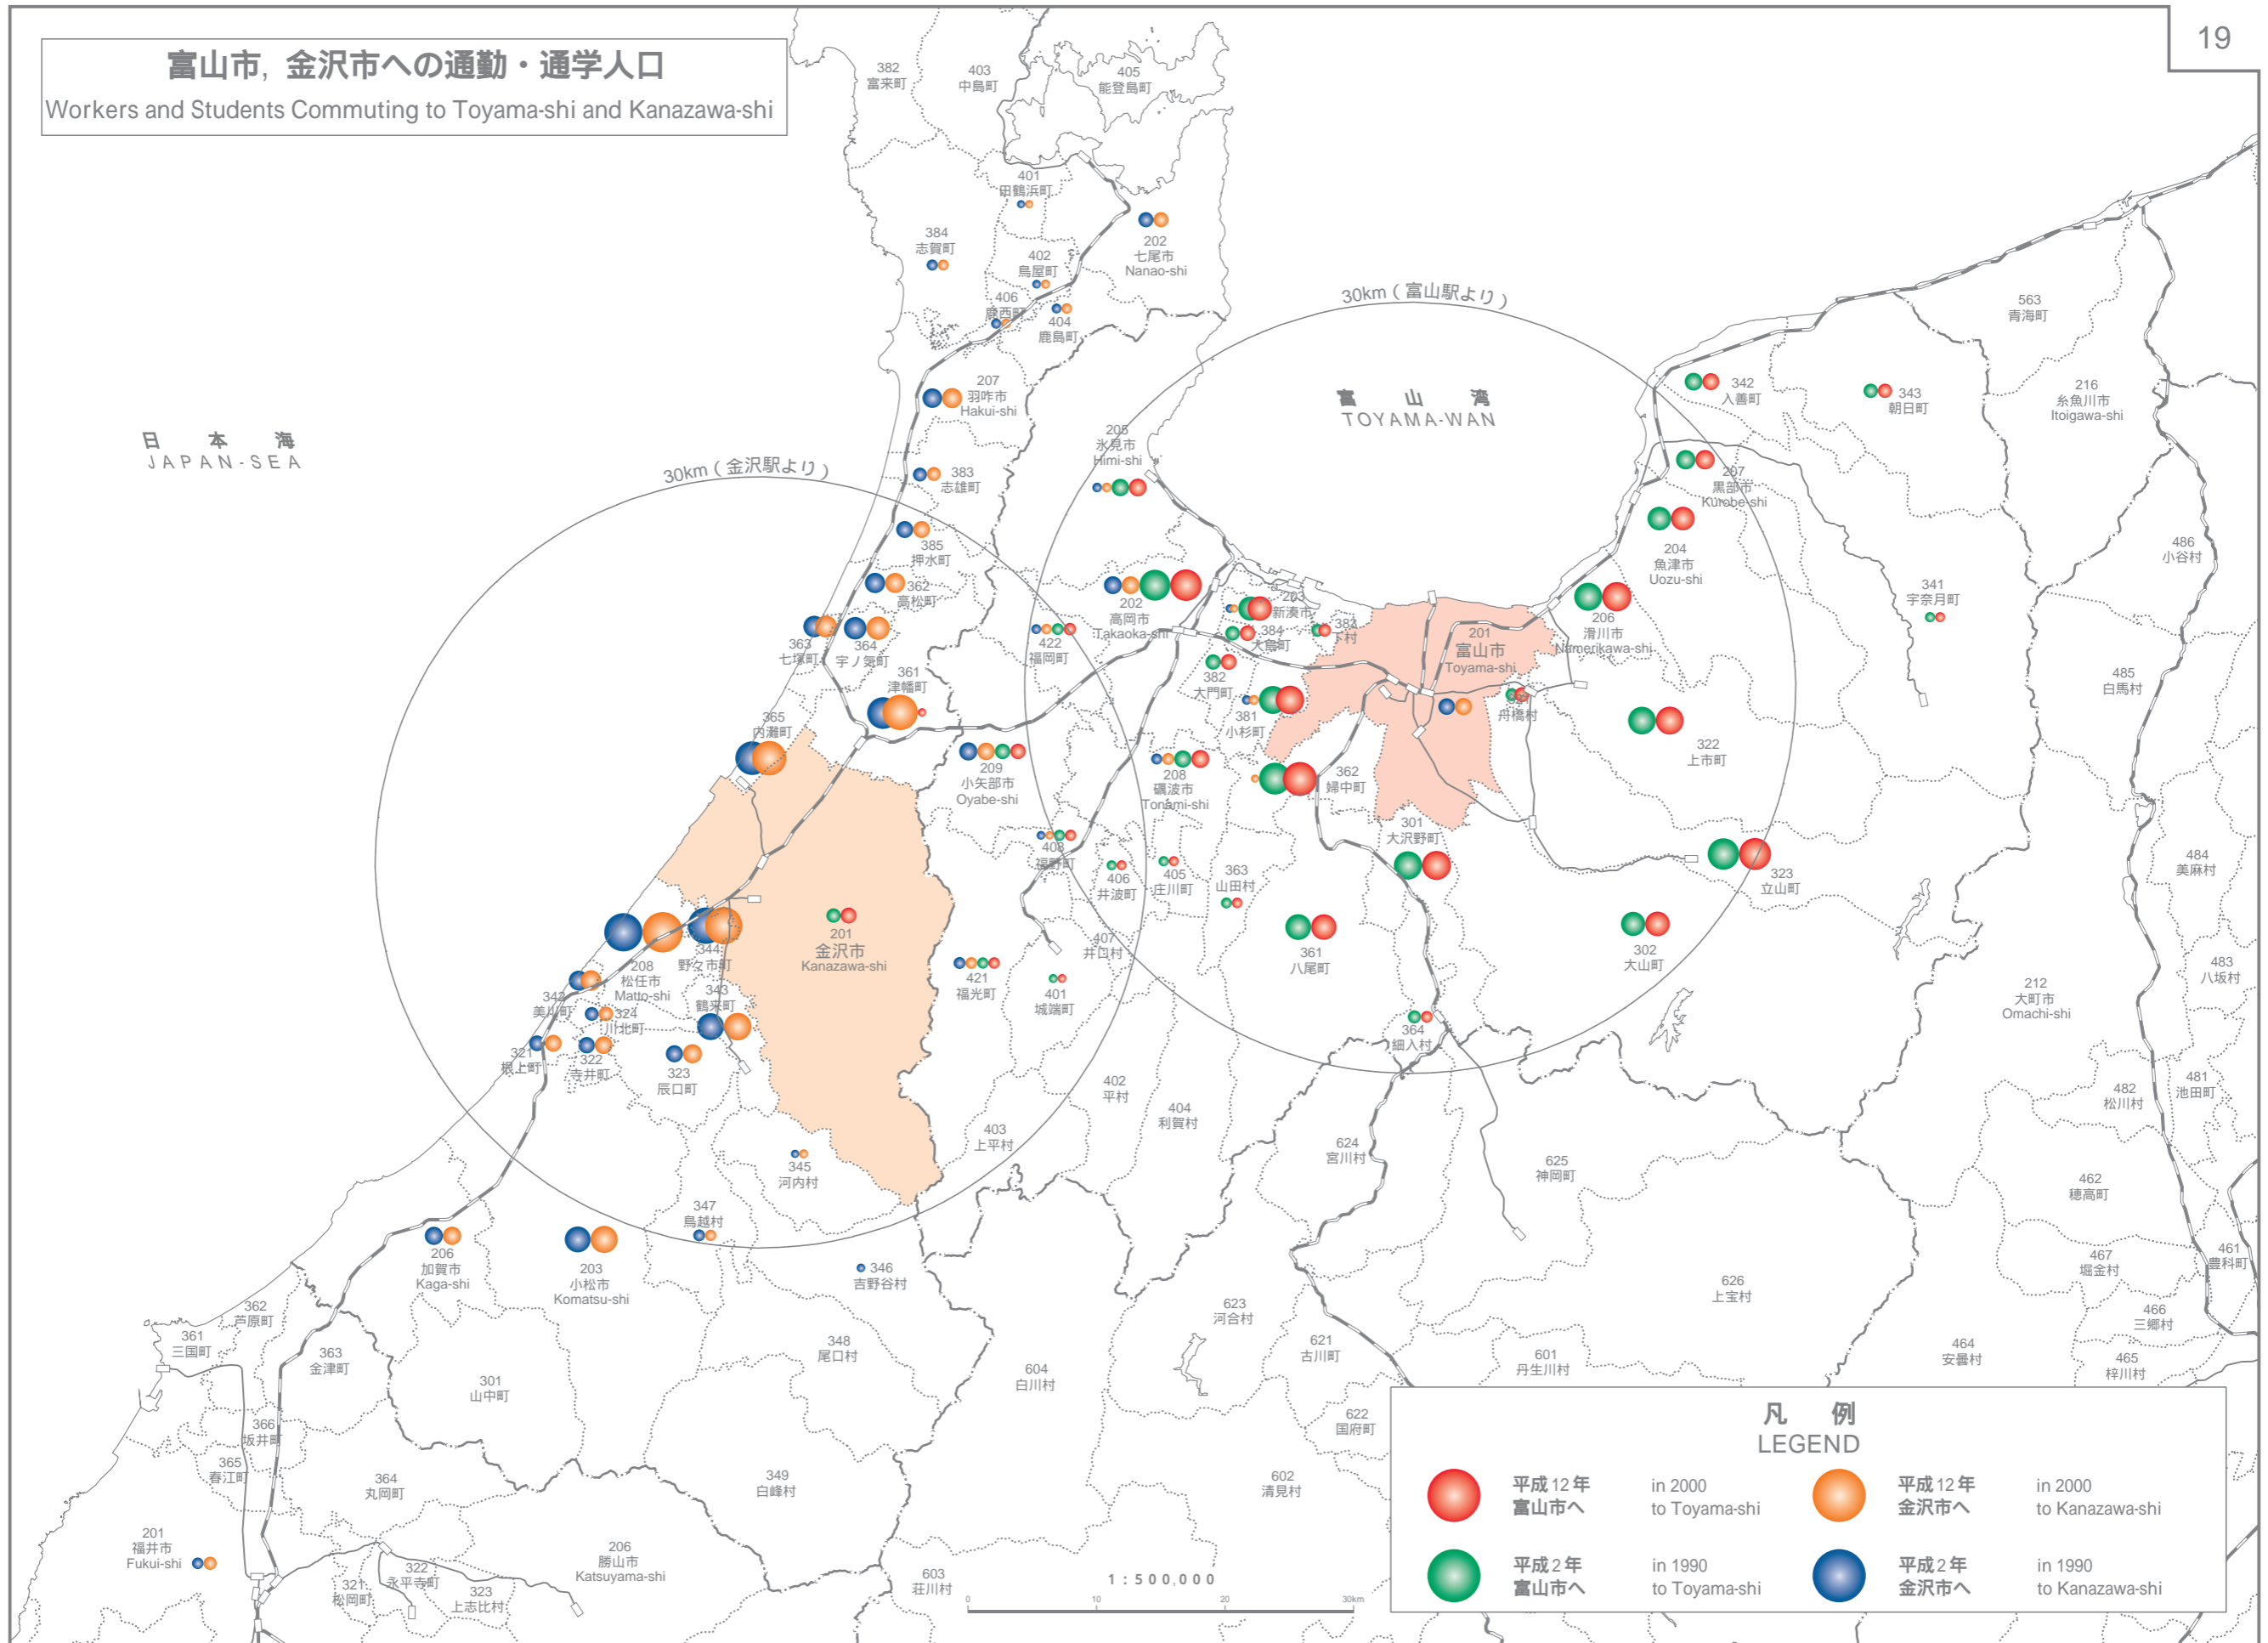 19
富山市, 金沢市への通勤・通学人口
Workers and Students Commuting to Toyama-shi and Kanazawa-shi
382
富来町
403
中島町
405
能登島町
401
田鶴浜町
384
志賀町
402
鳥屋町
202
七尾市
Nanao-shi
406
鹿西町
404
鹿島町
30km（富山駅より）
563
青海町
207
羽咋市
Hakui-shi
富山湾
TOYAMA-WAN
342
入善町
343
朝日町
216
糸魚川市
Itoigawa-shi
日本海
JAPAN-SEA
205
氷見市
Himi-shi
30km（金沢駅より）
383
志雄町
207
黒部市
Kurobe-shi
385
押水町
204
魚津市
Uozu-shi
486
小谷村
362
高松町
202
高岡市
Takaoka-shi
203
新湊市
341
宇奈月町
206
滑川市
Namerikawa-shi
363
七塚町
364
宇ノ気町
422
福岡町
384
大島町
383
下村
201
富山市
Toyama-shi
361
津幡町
382
大門町
485
白馬村
365
内灘町
381
小杉町
舟橋村
322
上市町
209
小矢部市
Oyabe-shi
208
礪波市
Tonami-shi
362
婦中町
301
大沢野町
408
福野町
406
井波町
405
庄川町
363
山田村
323
立山町
484
美麻村
201
金沢市
Kanazawa-shi
344
野々市町
208
松任市
Matto-shi
407
井口村
361
八尾町
302
大山町
421
福光町
401
城端町
483
八坂村
212
大町市
Omachi-shi
343
鶴来町
342
美川町
324
川北町
321
根上町
322
寺井町
323
辰口町
364
細入村
402
平村
404
利賀村
482
松川村
481
池田町
403
上平村
624
宮川村
625
神岡町
345
河内村
462
穂高町
347
鳥越村
206
加賀市
Kaga-shi
203
小松市
Komatsu-shi
346
吉野谷村
467
堀金村
461
豊科町
626
上宝村
362
芦原町
361
三国町
623
河合村
466
三郷村
363
金津町
348
尾口村
621
古川町
601
丹生川村
464
安曇村
465
梓川村
301
山中町
604
白川村
622
国府町
366
坂井町
365
春江町
364
丸岡町
349
白峰村
602
清見村
201
福井市
Fukui-shi
206
勝山市
Katsuyama-shi
321
松岡町
322
永平寺町
323
上志比村
603
荘川村
1 : 500,000
0 10 20 30km
凡例
LEGEND
平成12年 in 2000 平成12年 in 2000
富山市へ to Toyama-shi 金沢市へ to Kanazawa-shi
平成2年 in 1990 平成2年 in 1990
富山市へ to Toyama-shi 金沢市へ to Kanazawa-shi